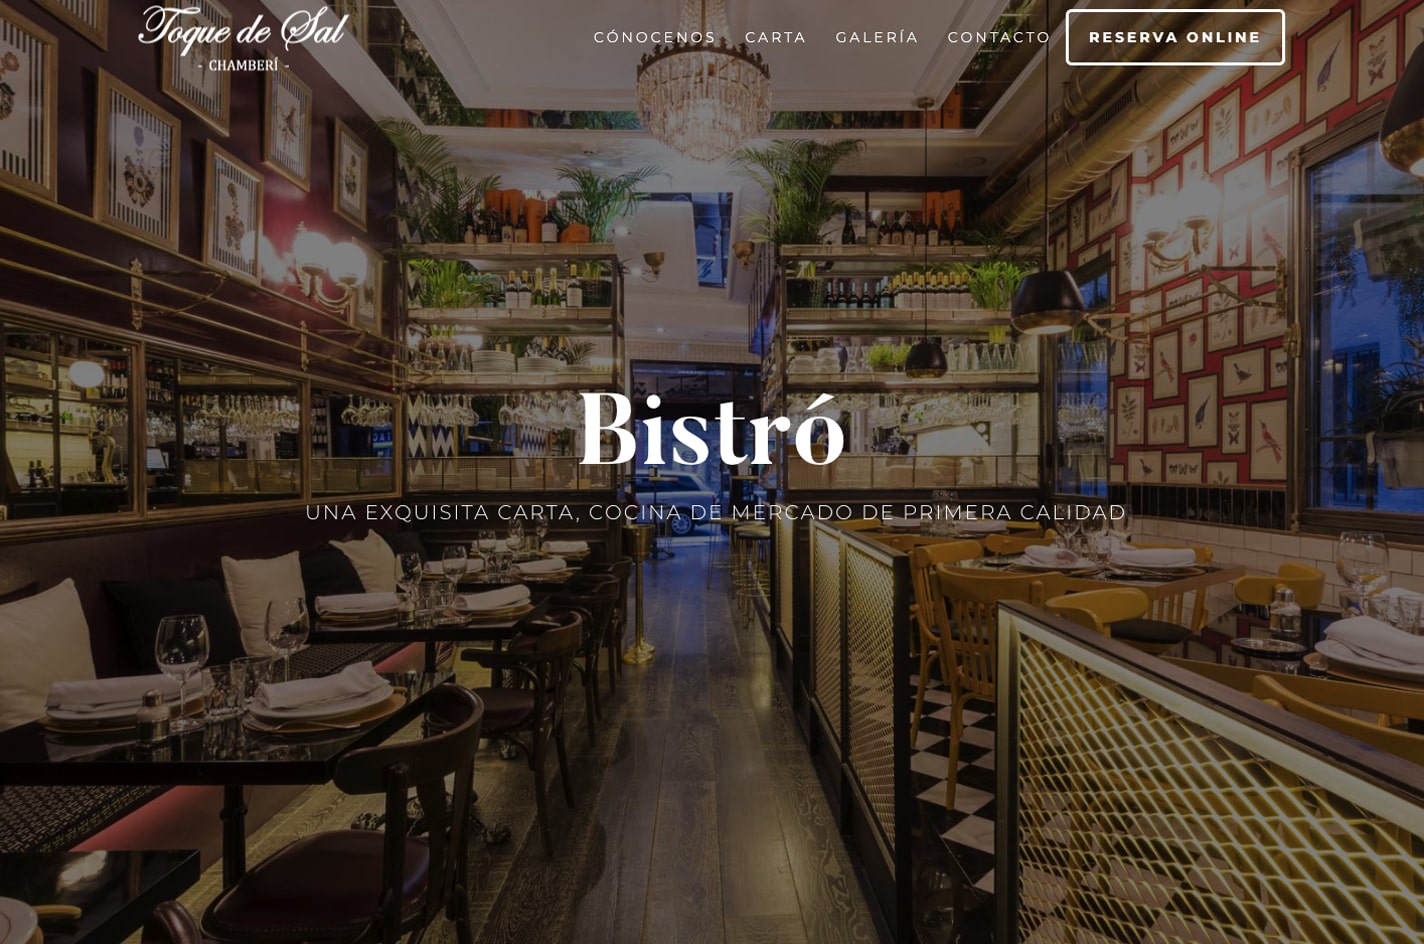 Toque de Sal
- CHAMBERÍ -
CÓNOCENOS CARTA GALERÍA CONTACTO RESERVA ONLINE
Bistró
UNA EXQUISITA CARTA, COCINA DE MERCADO DE PRIMERA CALIDAD